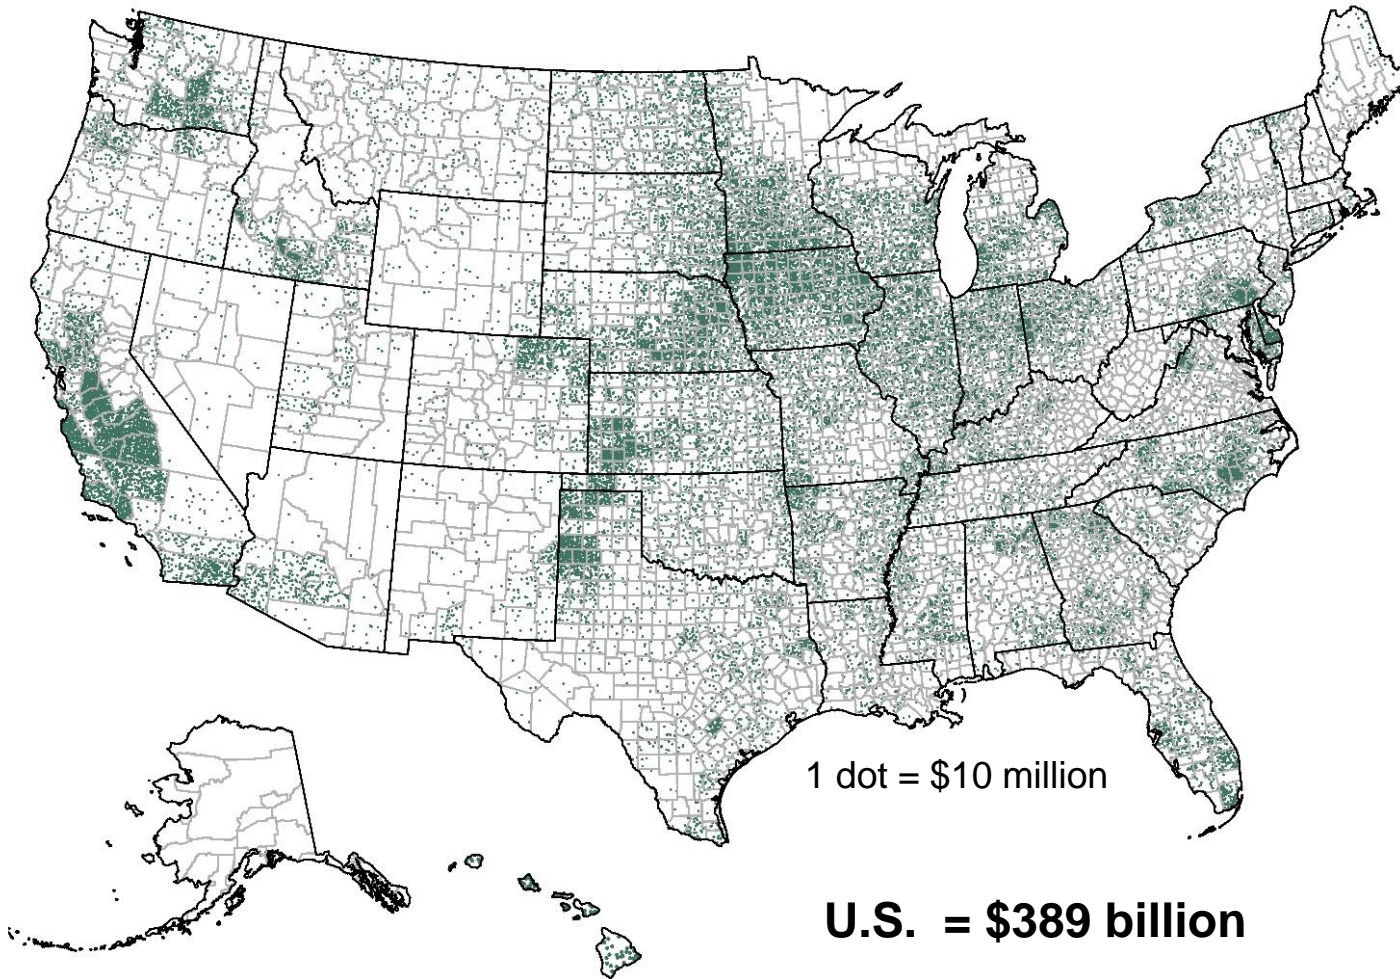 1 dot = $10 million
U.S. = $389 billion